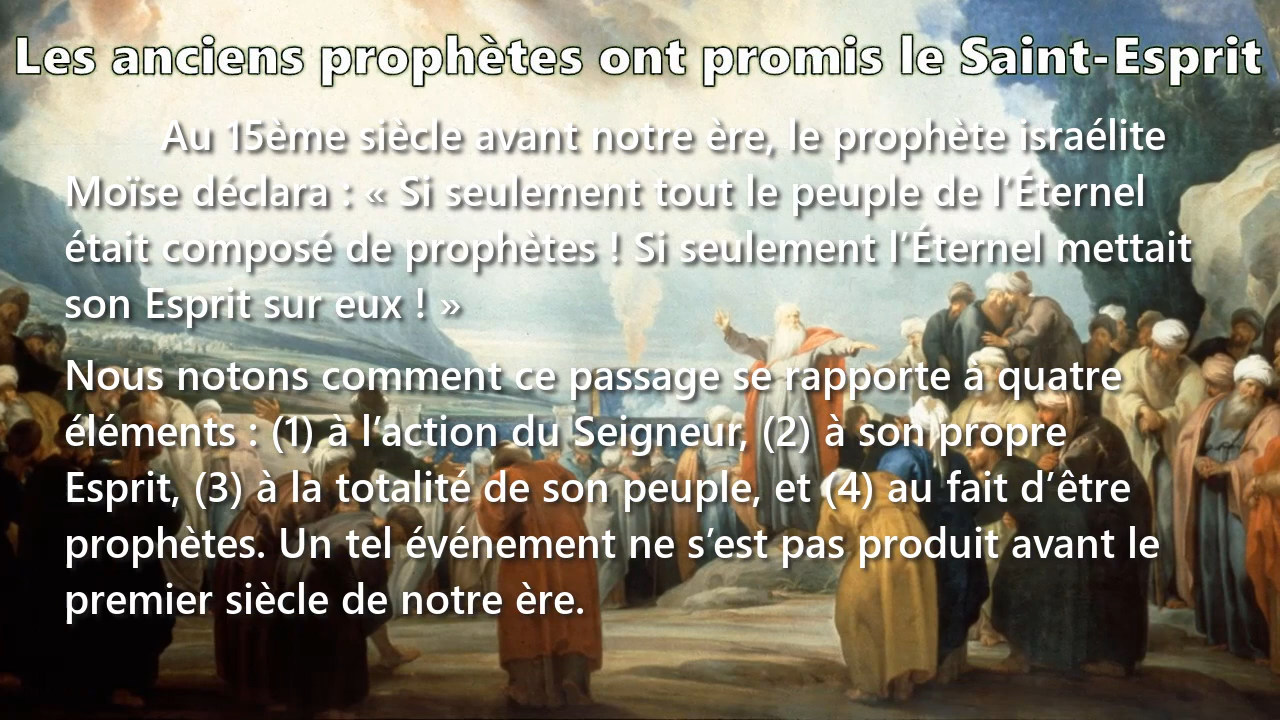 Les anciens prophètes ont promis le Saint-Esprit
Au 15ème siècle avant notre ère, le prophète israélite
Moïse déclara : « Si seulement tout le peuple de l’Éternel
était composé de prophètes ! Si seulement l’Éternel mettait
son Esprit sur eux ! »
Nous notons comment ce passage se rapporte à quatre
éléments : (1) à l’action du Seigneur, (2) à son propre
Esprit, (3) à la totalité de son peuple, et (4) au fait d’être
prophètes. Un tel événement ne s’est pas produit avant le
premier siècle de notre ère.